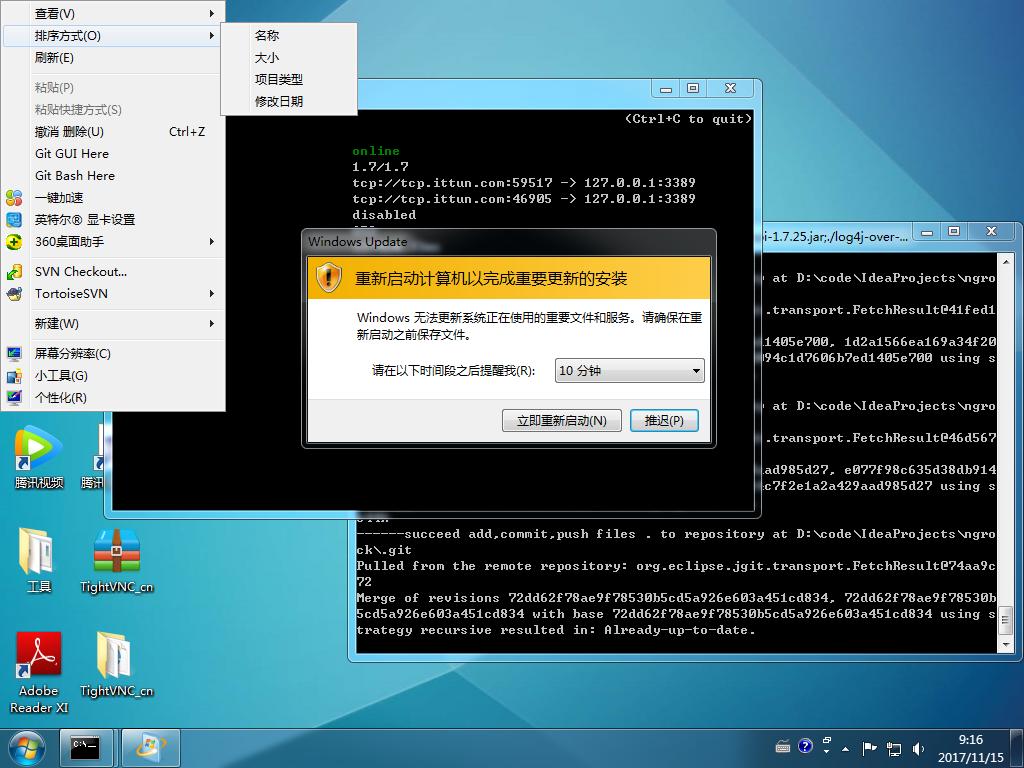 查看(V)
排序方式(O)
刷新(E)
粘贴(P)
粘贴快捷方式(S)
撤消 删除(U) Ctrl+Z
Git GUI Here
Git Bash Here
一键加速
英特尔® 显卡设置
360桌面助手
SVN Checkout...
TortoiseSVN
新建(W)
屏幕分辨率(C)
小工具(G)
个性化(R)
名称
大小
项目类型
修改日期
(Ctrl+C to quit)
online
1.7/1.7
tcp://tcp.ittun.com:59517 -> 127.0.0.1:3389
tcp://tcp.ittun.com:46905 -> 127.0.0.1:3389
disabled
Windows Update
重新启动计算机以完成重要更新的安装
Windows 无法更新系统正在使用的重要文件和服务。请确保在重
新启动之前保存文件。
请在以下时间段之后提醒我(R):
10 分钟
立即重新启动(N)
推迟(P)
i-1.7.25.jar;./log4j-over-...
at D:\code\IdeaProjects\ngro
.transport.FetchResult@41fed1
1405e700, 1d2a1566ea169a34f20
94c1d7606b7ed1405e700 using s
at D:\code\IdeaProjects\ngro
.transport.FetchResult@46d567
ad985d27, e077f98c635d38db914
c7f2e1a2a429aad985d27 using s
------succeed add,commit,push files . to repository at D:\code\IdeaProjects\ngro
ck\.git
Pulled from the remote repository: org.eclipse.jgit.transport.FetchResult@74aa9c
72
Merge of revisions 72dd62f78ae9f78530b5cd5a926e603a451cd834, 72dd62f78ae9f78530b
5cd5a926e603a451cd834 with base 72dd62f78ae9f78530b5cd5a926e603a451cd834 using s
trategy recursive resulted in: Already-up-to-date.
腾讯视频
腾讯
工具
TightVNC_cn
Adobe
Reader XI
TightVNC_cn
C:\
9:16
2017/11/15